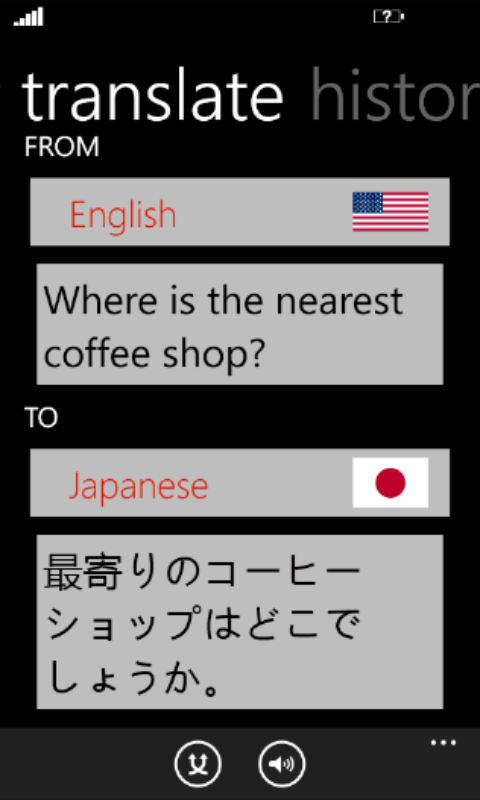 translate histor
FROM
English
Where is the nearest
coffee shop?
TO
Japanese
最寄りのコーヒー
ショップはどこで
しょうか。